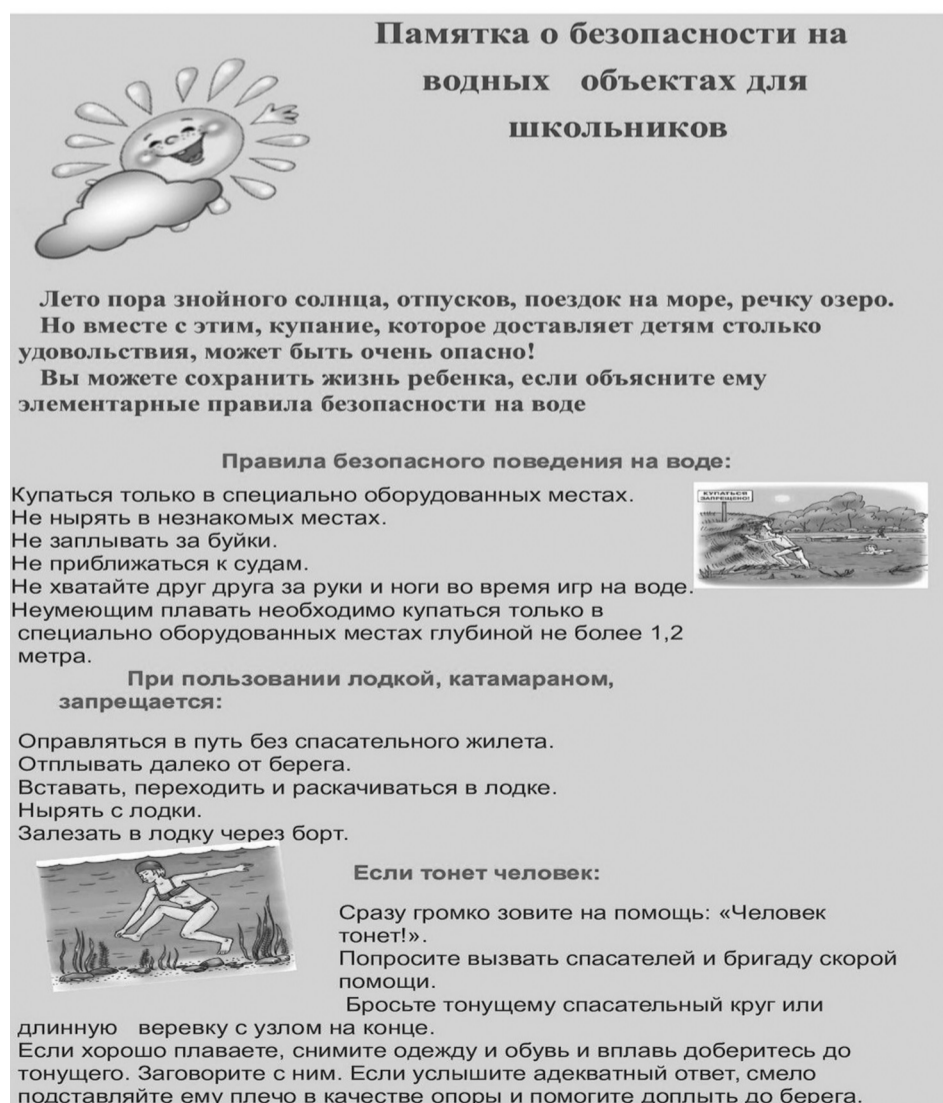 Памятка о безопасности на
водных объектах для
школьников
Лето пора знойного солнца, отпусков, поездок на море, речку озеро.
Но вместе с этим, купание, которое доставляет детям столько
удовольствия, может быть очень опасно!
Вы можете сохранить жизнь ребенка, если объясните ему
элементарные правила безопасности на воде
Правила безопасного поведения на воде:
Купаться только в специально оборудованных местах.
Не нырять в незнакомых местах.
Не заплывать за буйки.
Не приближаться к судам.
Не хватайте друг друга за руки и ноги во время игр на воде.
Неумеющим плавать необходимо купаться только в
специально оборудованных местах глубиной не более 1,2
метра.
КУПАТЬСЯ
ЗАПРЕЩЕНО!
При пользовании лодкой, катамараном,
запрещается:
Оправляться в путь без спасательного жилета.
Отплывать далеко от берега.
Вставать, переходить и раскачиваться в лодке.
Нырять с лодки.
Залезать в лодку через борт.
Если тонет человек:
Сразу громко зовите на помощь: «Человек
тонет!».
Попросите вызвать спасателей и бригаду скорой
помощи.
Бросьте тонущему спасательный круг или
длинную веревку с узлом на конце.
Если хорошо плаваете, снимите одежду и обувь и вплавь доберитесь до
тонущего. Заговорите с ним. Если услышите адекватный ответ, смело
подставляйте ему плечо в качестве опоры и помогите доплыть до берега.